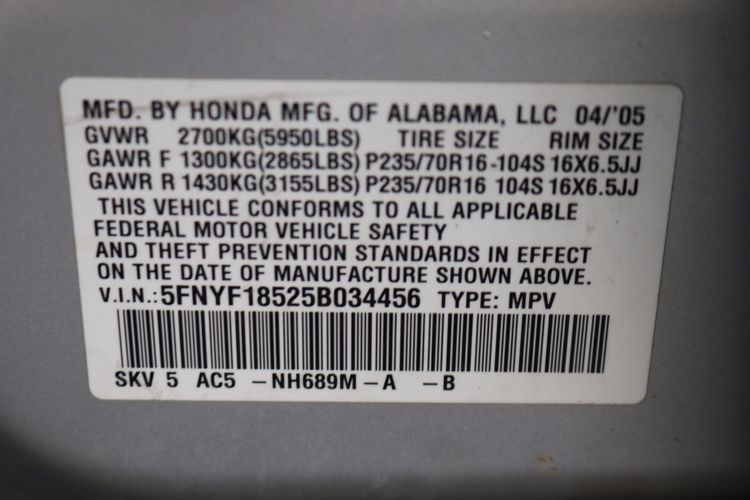 MFD. BY HONDA MFG. OF ALABAMA, LLC 04/'05
GVWR 2700KG(5950LBS) TIRE SIZE RIM SIZE
GAWR F 1300KG(2865LBS) P235/70R16-104S 16X6.5JJ
GAWR R 1430KG(3155LBS) P235/70R16 104S 16X6.5JJ
THIS VEHICLE CONFORMS TO ALL APPLICABLE
FEDERAL MOTOR VEHICLE SAFETY
AND THEFT PREVENTION STANDARDS IN EFFECT
ON THE DATE OF MANUFACTURE SHOWN ABOVE.
V.I.N.:5FNYF18525B034456 TYPE: MPV
SKV 5 AC5 -NH689M-A -B